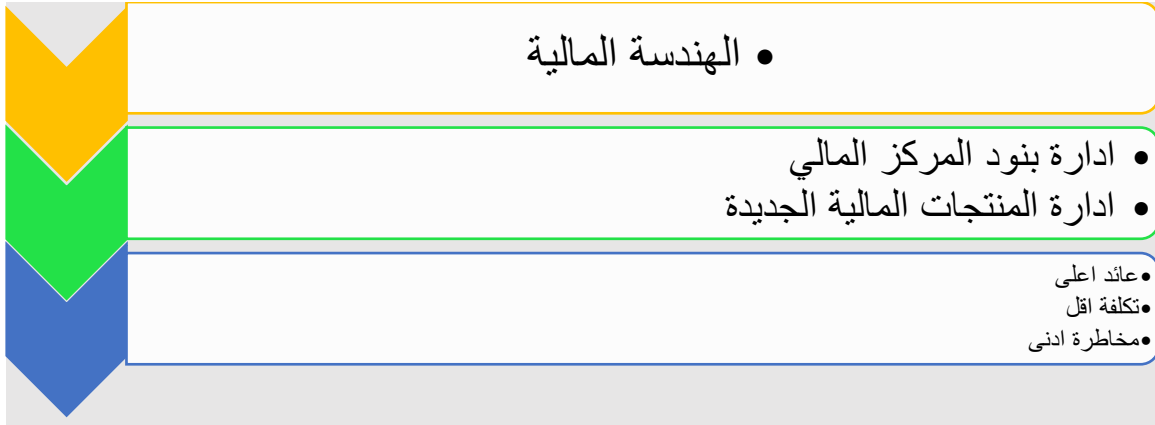 • الهندسة المالية
• ادارة بنود المركز المالي
• ادارة المنتجات المالية الجديدة
•عائد اعلى
•تكلفة اقل
•مخاطرة ادنى